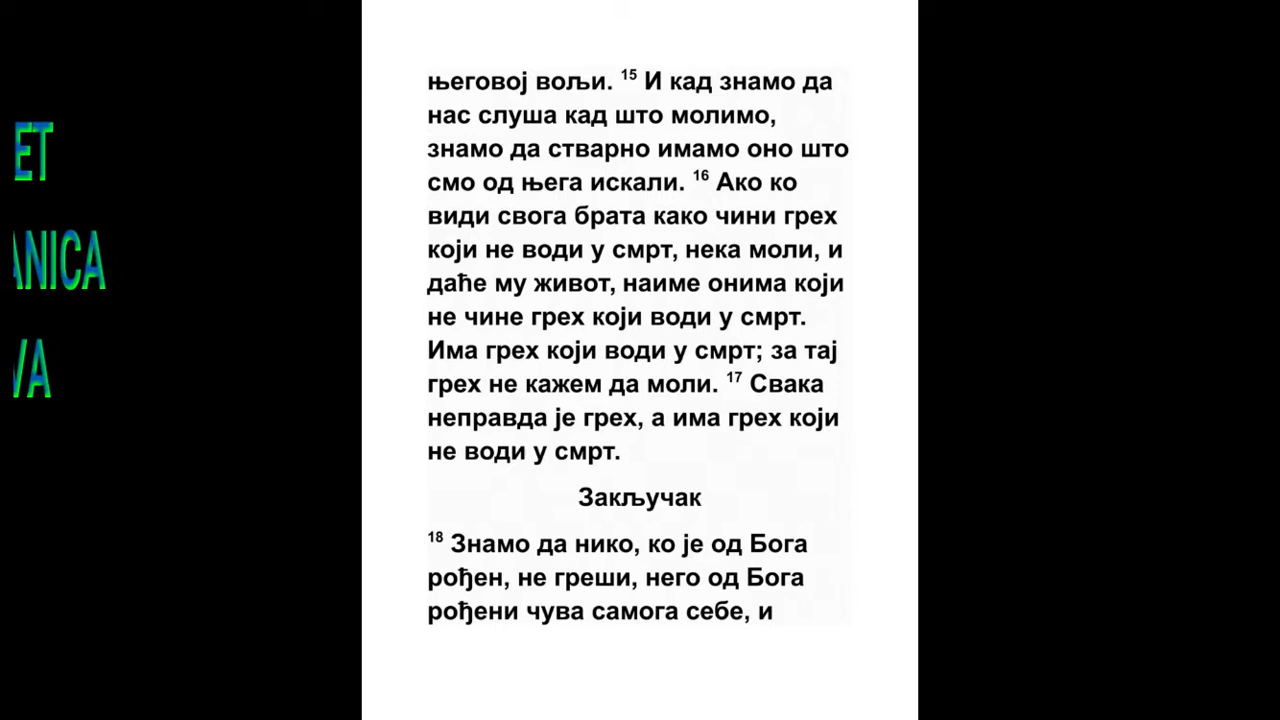 његовој вољи. 15 И кад знамо да
нас слуша кад што молимо,
знамо да стварно имамо оно што
смо од њега искали. 16 Ако ко
види свога брата како чини грех
који не води у смрт, нека моли, и
даће му живот, наиме онима који
не чине грех који води у смрт.
Има грех који води у смрт; за тај
грех не кажем да моли. 17 Свака
неправда је грех, а има грех који
не води у смрт.
Закључак
18 Знамо да нико, ко је од Бога
рођен, не греши, него од Бога
рођени чува самога себе, и